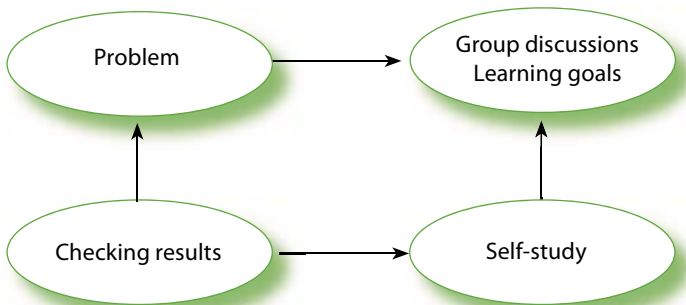 Problem
Group discussions
Learning goals
Checking results
Self-study